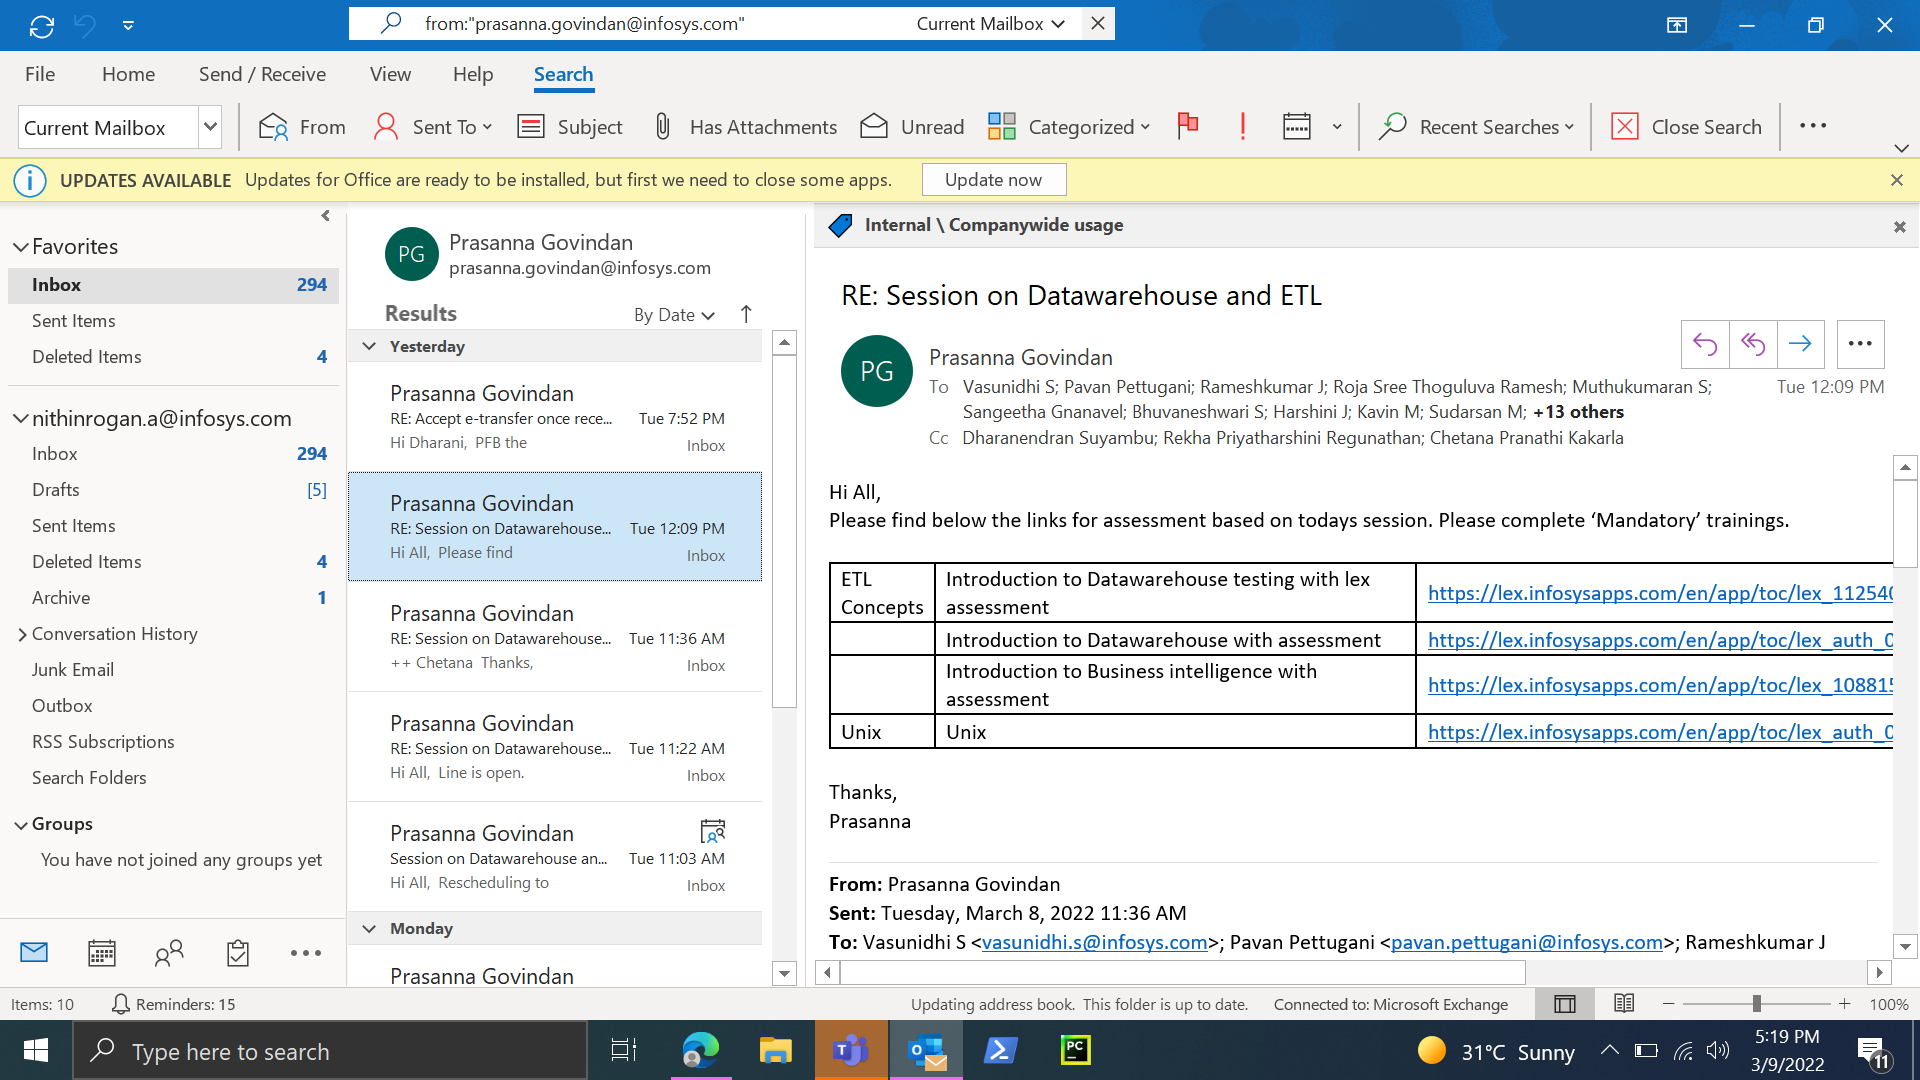 from:"prasanna.govindan@infosys.com"
Current Mailbox
File Home Send / Receive View Help Search
Current Mailbox From Sent To Subject Has Attachments Unread Categorized Recent Searches Close Search
UPDATES AVAILABLE Updates for Office are ready to be installed, but first we need to close some apps. Update now
Favorites
Inbox 294
Sent Items
Deleted Items 4
nithinrogan.a@infosys.com
Inbox 294
Drafts [5]
Sent Items
Deleted Items 4
Archive 1
Conversation History
Junk Email
Outbox
RSS Subscriptions
Search Folders
Groups
You have not joined any groups yet
PG
Prasanna Govindan
prasanna.govindan@infosys.com
Results By Date
Yesterday
Prasanna Govindan
RE: Accept e-transfer once rece... Tue 7:52 PM
Hi Dharani, PFB the Inbox
Prasanna Govindan
RE: Session on Datawarehouse... Tue 12:09 PM
Hi All, Please find Inbox
Prasanna Govindan
RE: Session on Datawarehouse... Tue 11:36 AM
++ Chetana Thanks, Inbox
Prasanna Govindan
RE: Session on Datawarehouse... Tue 11:22 AM
Hi All, Line is open. Inbox
Prasanna Govindan
Session on Datawarehouse an... Tue 11:03 AM
Hi All, Rescheduling to Inbox
Monday
Prasanna Govindan
Internal \ Companywide usage
RE: Session on Datawarehouse and ETL
PG
Prasanna Govindan
To Vasunidhi S; Pavan Pettugani; Rameshkumar J; Roja Sree Thoguluva Ramesh; Muthukumaran S; Tue 12:09 PM
Sangeetha Gnanavel; Bhuvaneshwari S; Harshini J; Kavin M; Sudarsan M; +13 others
Cc Dharanendran Suyambu; Rekha Priyatharshini Regunathan; Chetana Pranathi Kakarla
Hi All,
Please find below the links for assessment based on todays session. Please complete ‘Mandatory’ trainings.
ETL Concepts Introduction to Datawarehouse testing with lex assessment https://lex.infosysapps.com/en/app/toc/lex_112540
Introduction to Datawarehouse with assessment https://lex.infosysapps.com/en/app/toc/lex_auth_0
Introduction to Business intelligence with assessment https://lex.infosysapps.com/en/app/toc/lex_108815
Unix Unix https://lex.infosysapps.com/en/app/toc/lex_auth_0
Thanks,
Prasanna
From: Prasanna Govindan
Sent: Tuesday, March 8, 2022 11:36 AM
To: Vasunidhi S <vasunidhi.s@infosys.com>; Pavan Pettugani <pavan.pettugani@infosys.com>; Rameshkumar J
Items: 10 Reminders: 15 Updating address book. This folder is up to date. Connected to: Microsoft Exchange 100%
Type here to search
PC
31°C Sunny
5:19 PM
3/9/2022
11